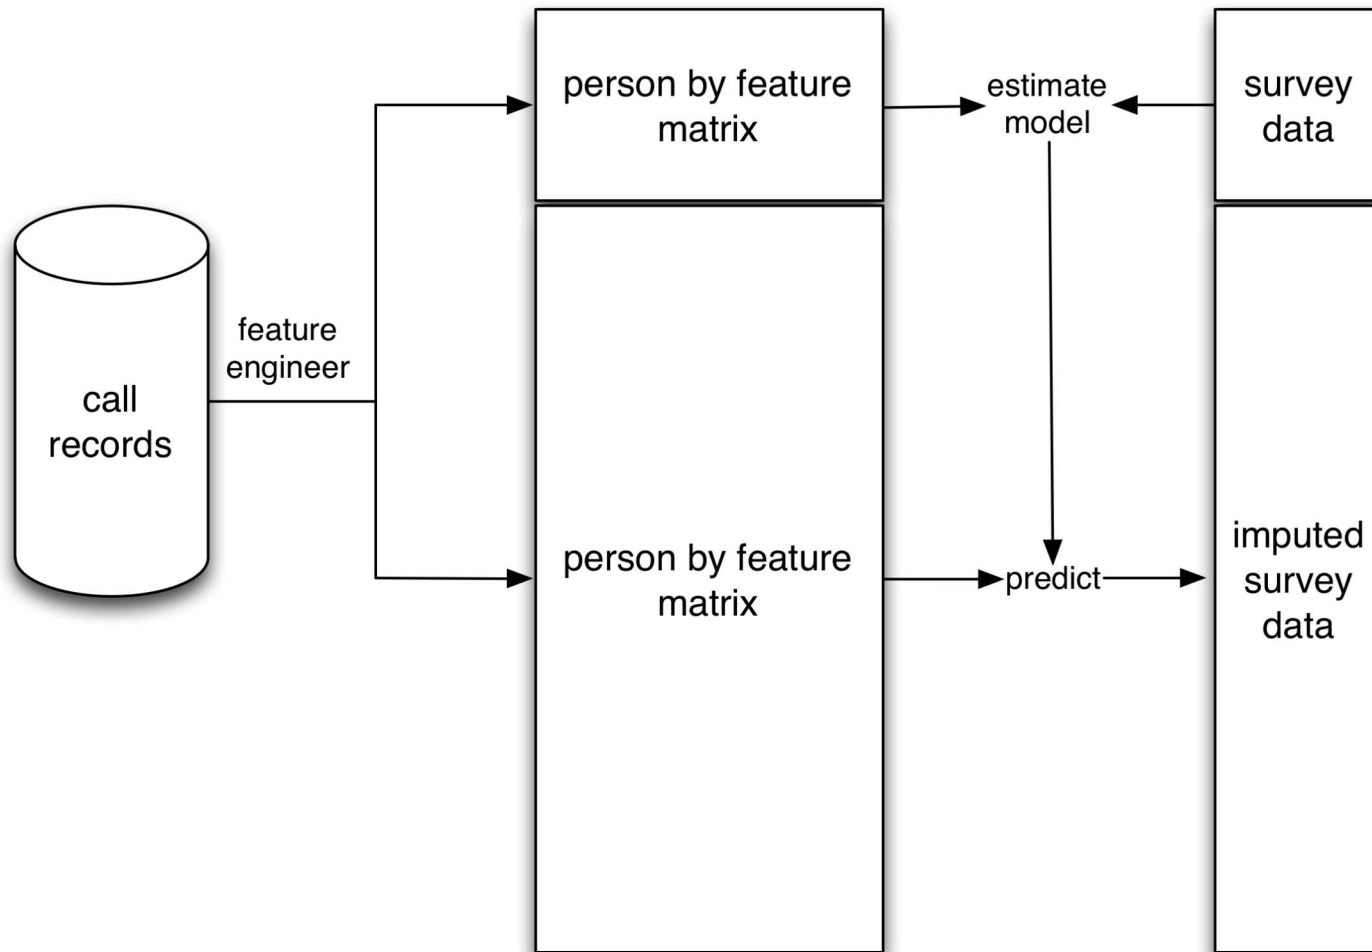 person by feature
matrix
estimate
model
survey
data
feature
engineer
call
records
person by feature
matrix
predict
imputed
survey
data